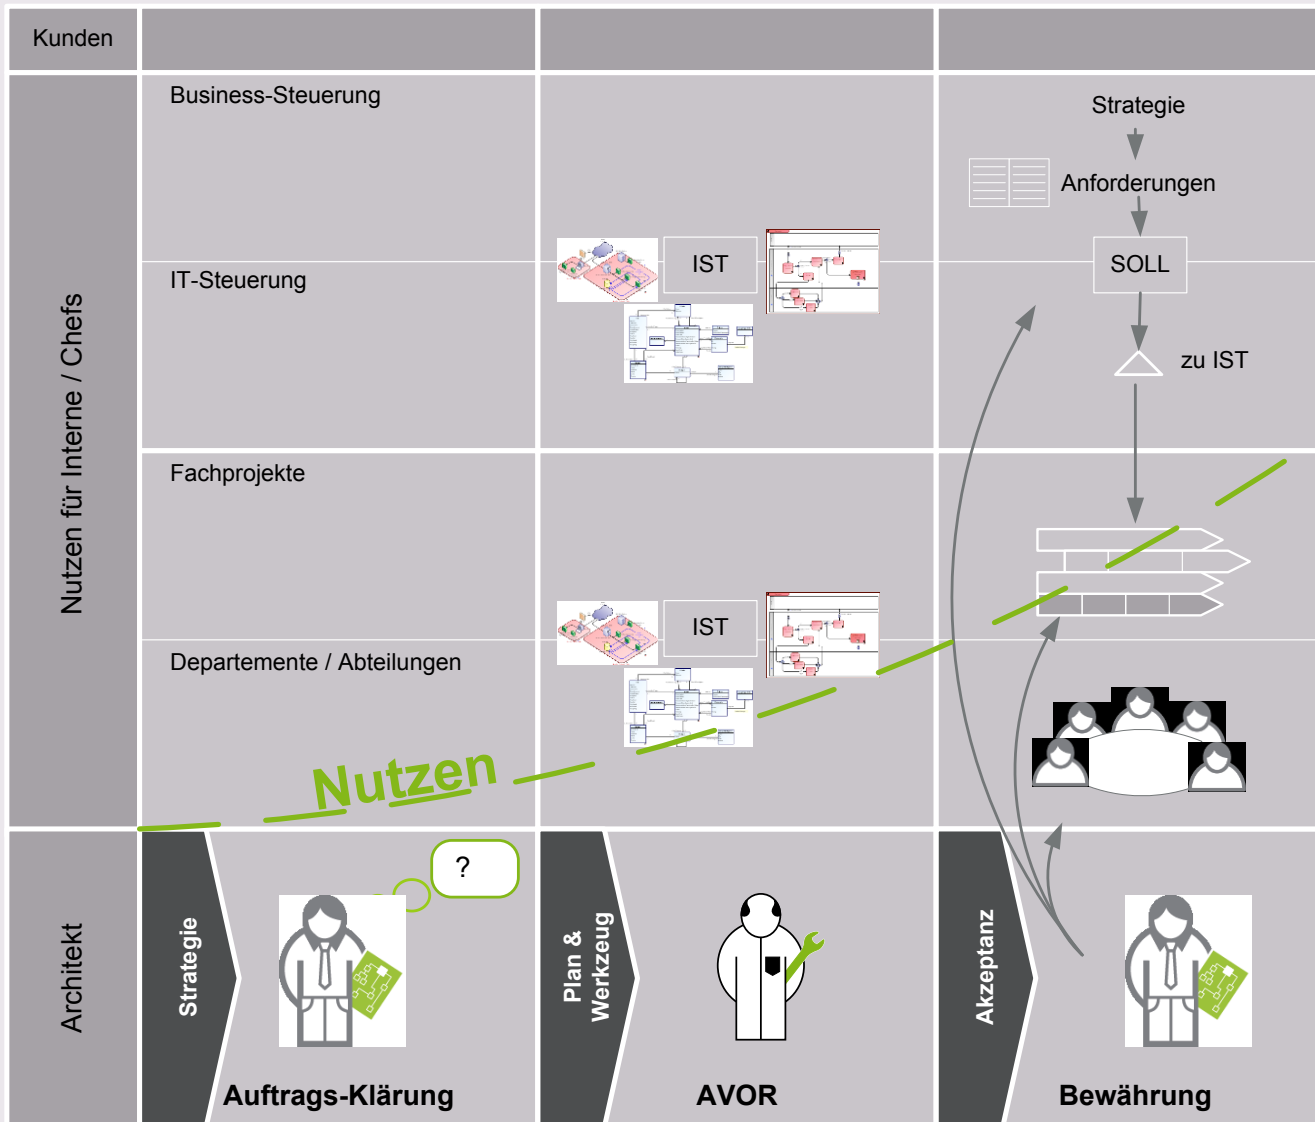 Kunden
Nutzen für Interne / Chefs
Business-Steuerung
IT-Steuerung
Fachprojekte
Departemente / Abteilungen
IST
IST
Strategie
Anforderungen
SOLL
zu IST
Nutzen
Architekt
Strategie
?
Auftrags-Klärung
Plan &
Werkzeug
AVOR
Akzeptanz
Bewährung